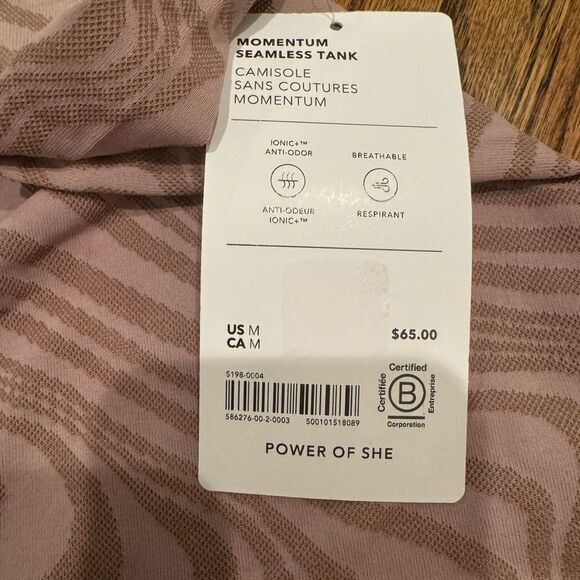 MOMENTUM
SEAMLESS TANK
CAMISOLE
SANS COUTURES
MOMENTUM
IONIC+™
ANTI-ODOR
BREATHABLE
ANTI-ODEUR
IONIC+™
RESPIRANT
US M
CA M
$65.00
S198-0004
586276-00-2-0003 500101518089
Certified
Certifiée
B
Entreprise
Corporation
POWER OF SHE